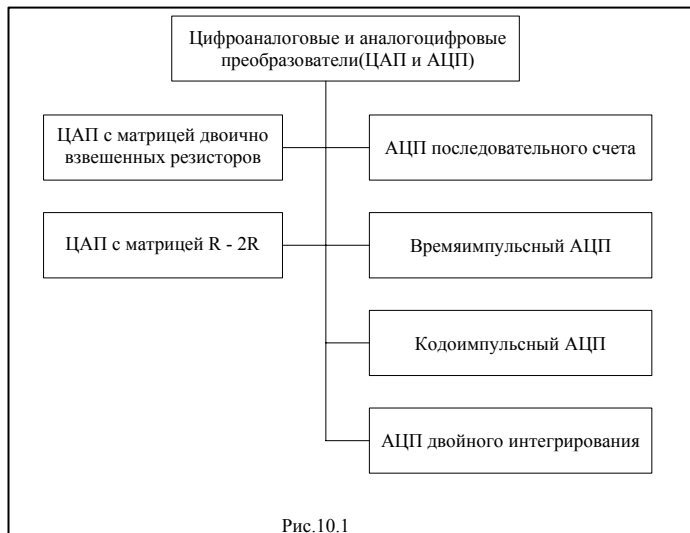 Цифроаналоговые и аналогоцифровые
преобразователи(ЦАП и АЦП)
ЦАП с матрицей двоично
взвешенных резисторов
АЦП последовательного счета
ЦАП с матрицей R - 2R
Времяимпульсный АЦП
Кодоимпульсный АЦП
АЦП двойного интегрирования
Рис.10.1